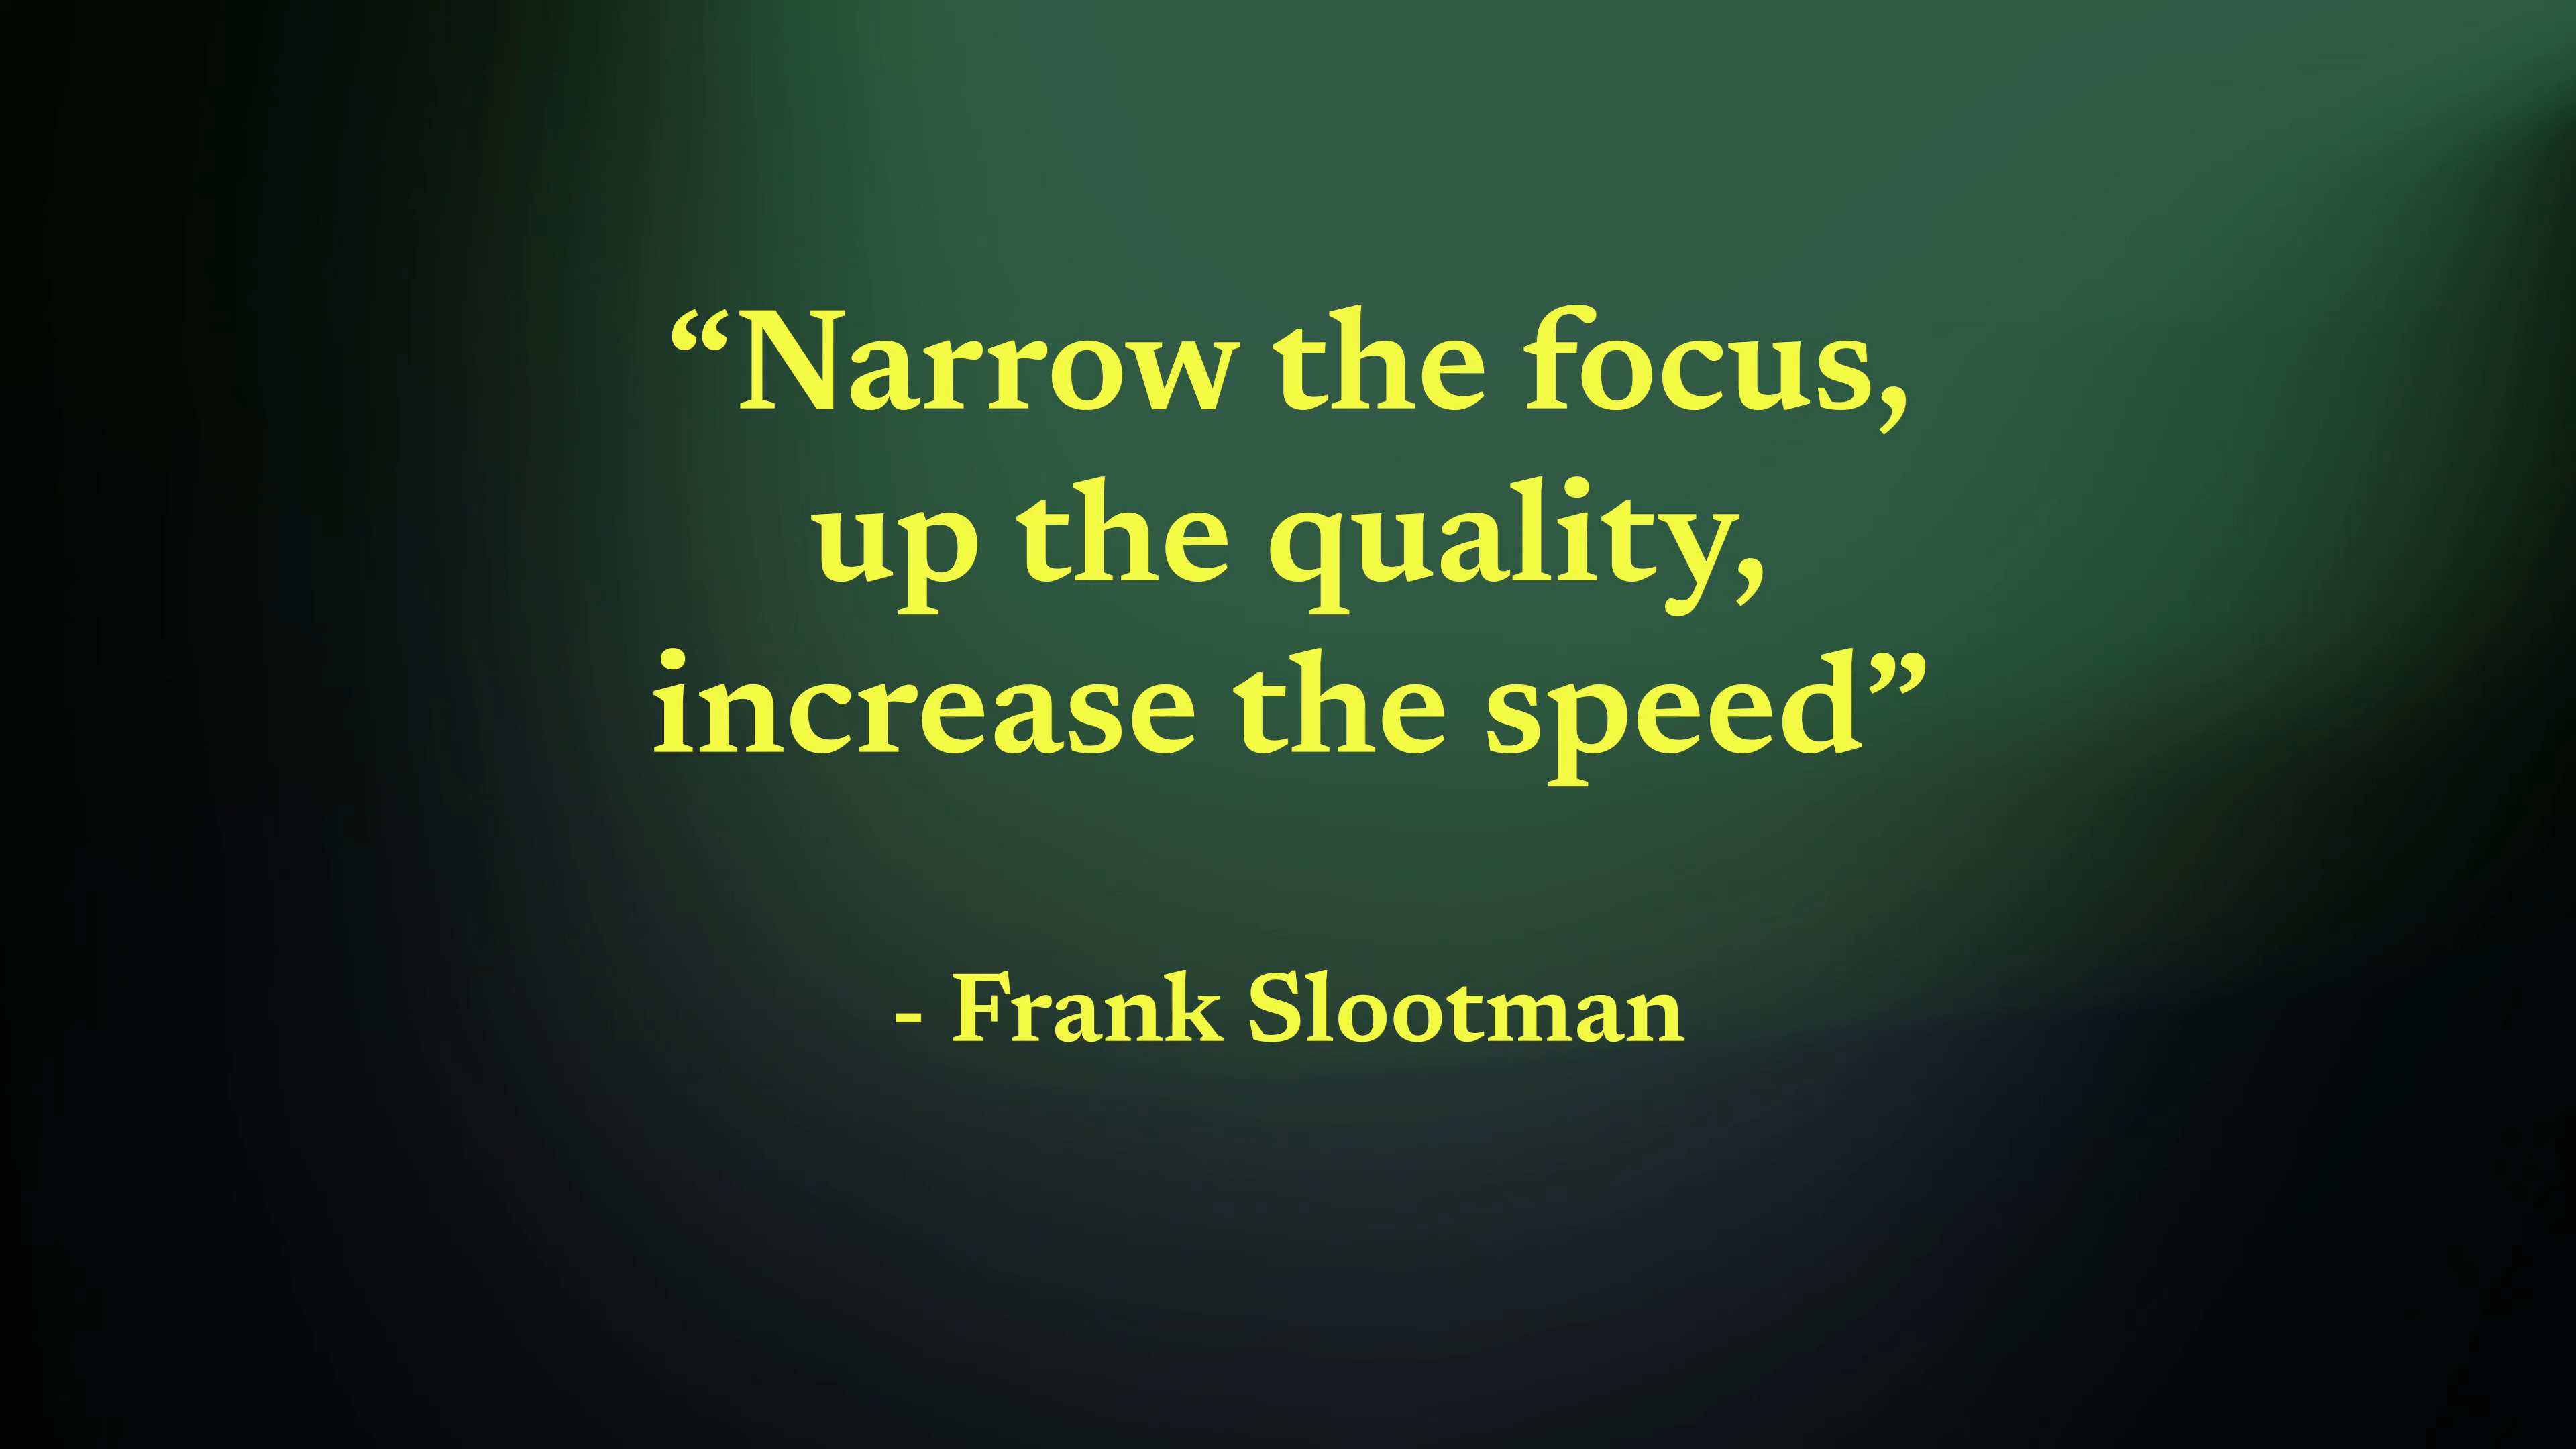 “Narrow the focus,
up the quality,
increase the speed”
- Frank Slootman